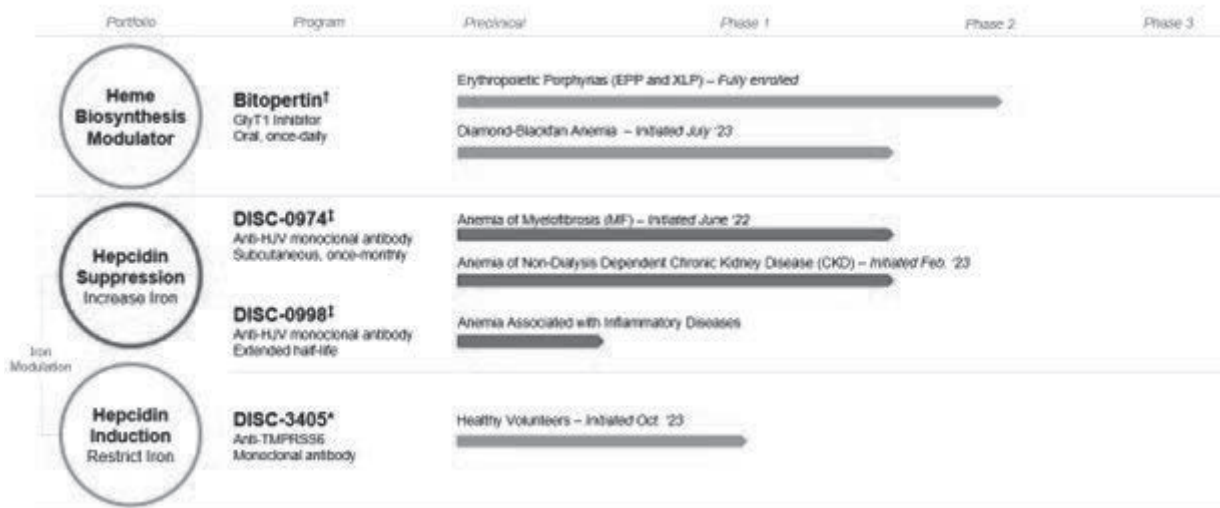 Portfolio Program Preclinical Phase 1 Phase 2 Phase 3
Heme
Biosynthesis
Modulator
Bitopertin†
GlyT1 Inhibitor
Oral, once-daily
Erythropoietic Porphyrias (EPP and XLP) – Fully enrolled
Diamond-Blackfan Anemia – Initiated July '23
Iron
Modulation
Hepcidin
Suppression
Increase Iron
DISC-0974‡
Anti-HJV monoclonal antibody
Subcutaneous, once-monthly
Anemia of Myelofibrosis (MF) – Initiated June '22
Anemia of Non-Dialysis Dependent Chronic Kidney Disease (CKD) – Initiated Feb. '23
DISC-0998‡
Anti-HJV monoclonal antibody
Extended half-life
Anemia Associated with Inflammatory Diseases
Hepcidin
Induction
Restrict Iron
DISC-3405*
Anti-TMPRSS6
Monoclonal antibody
Healthy Volunteers – Initiated Oct. '23